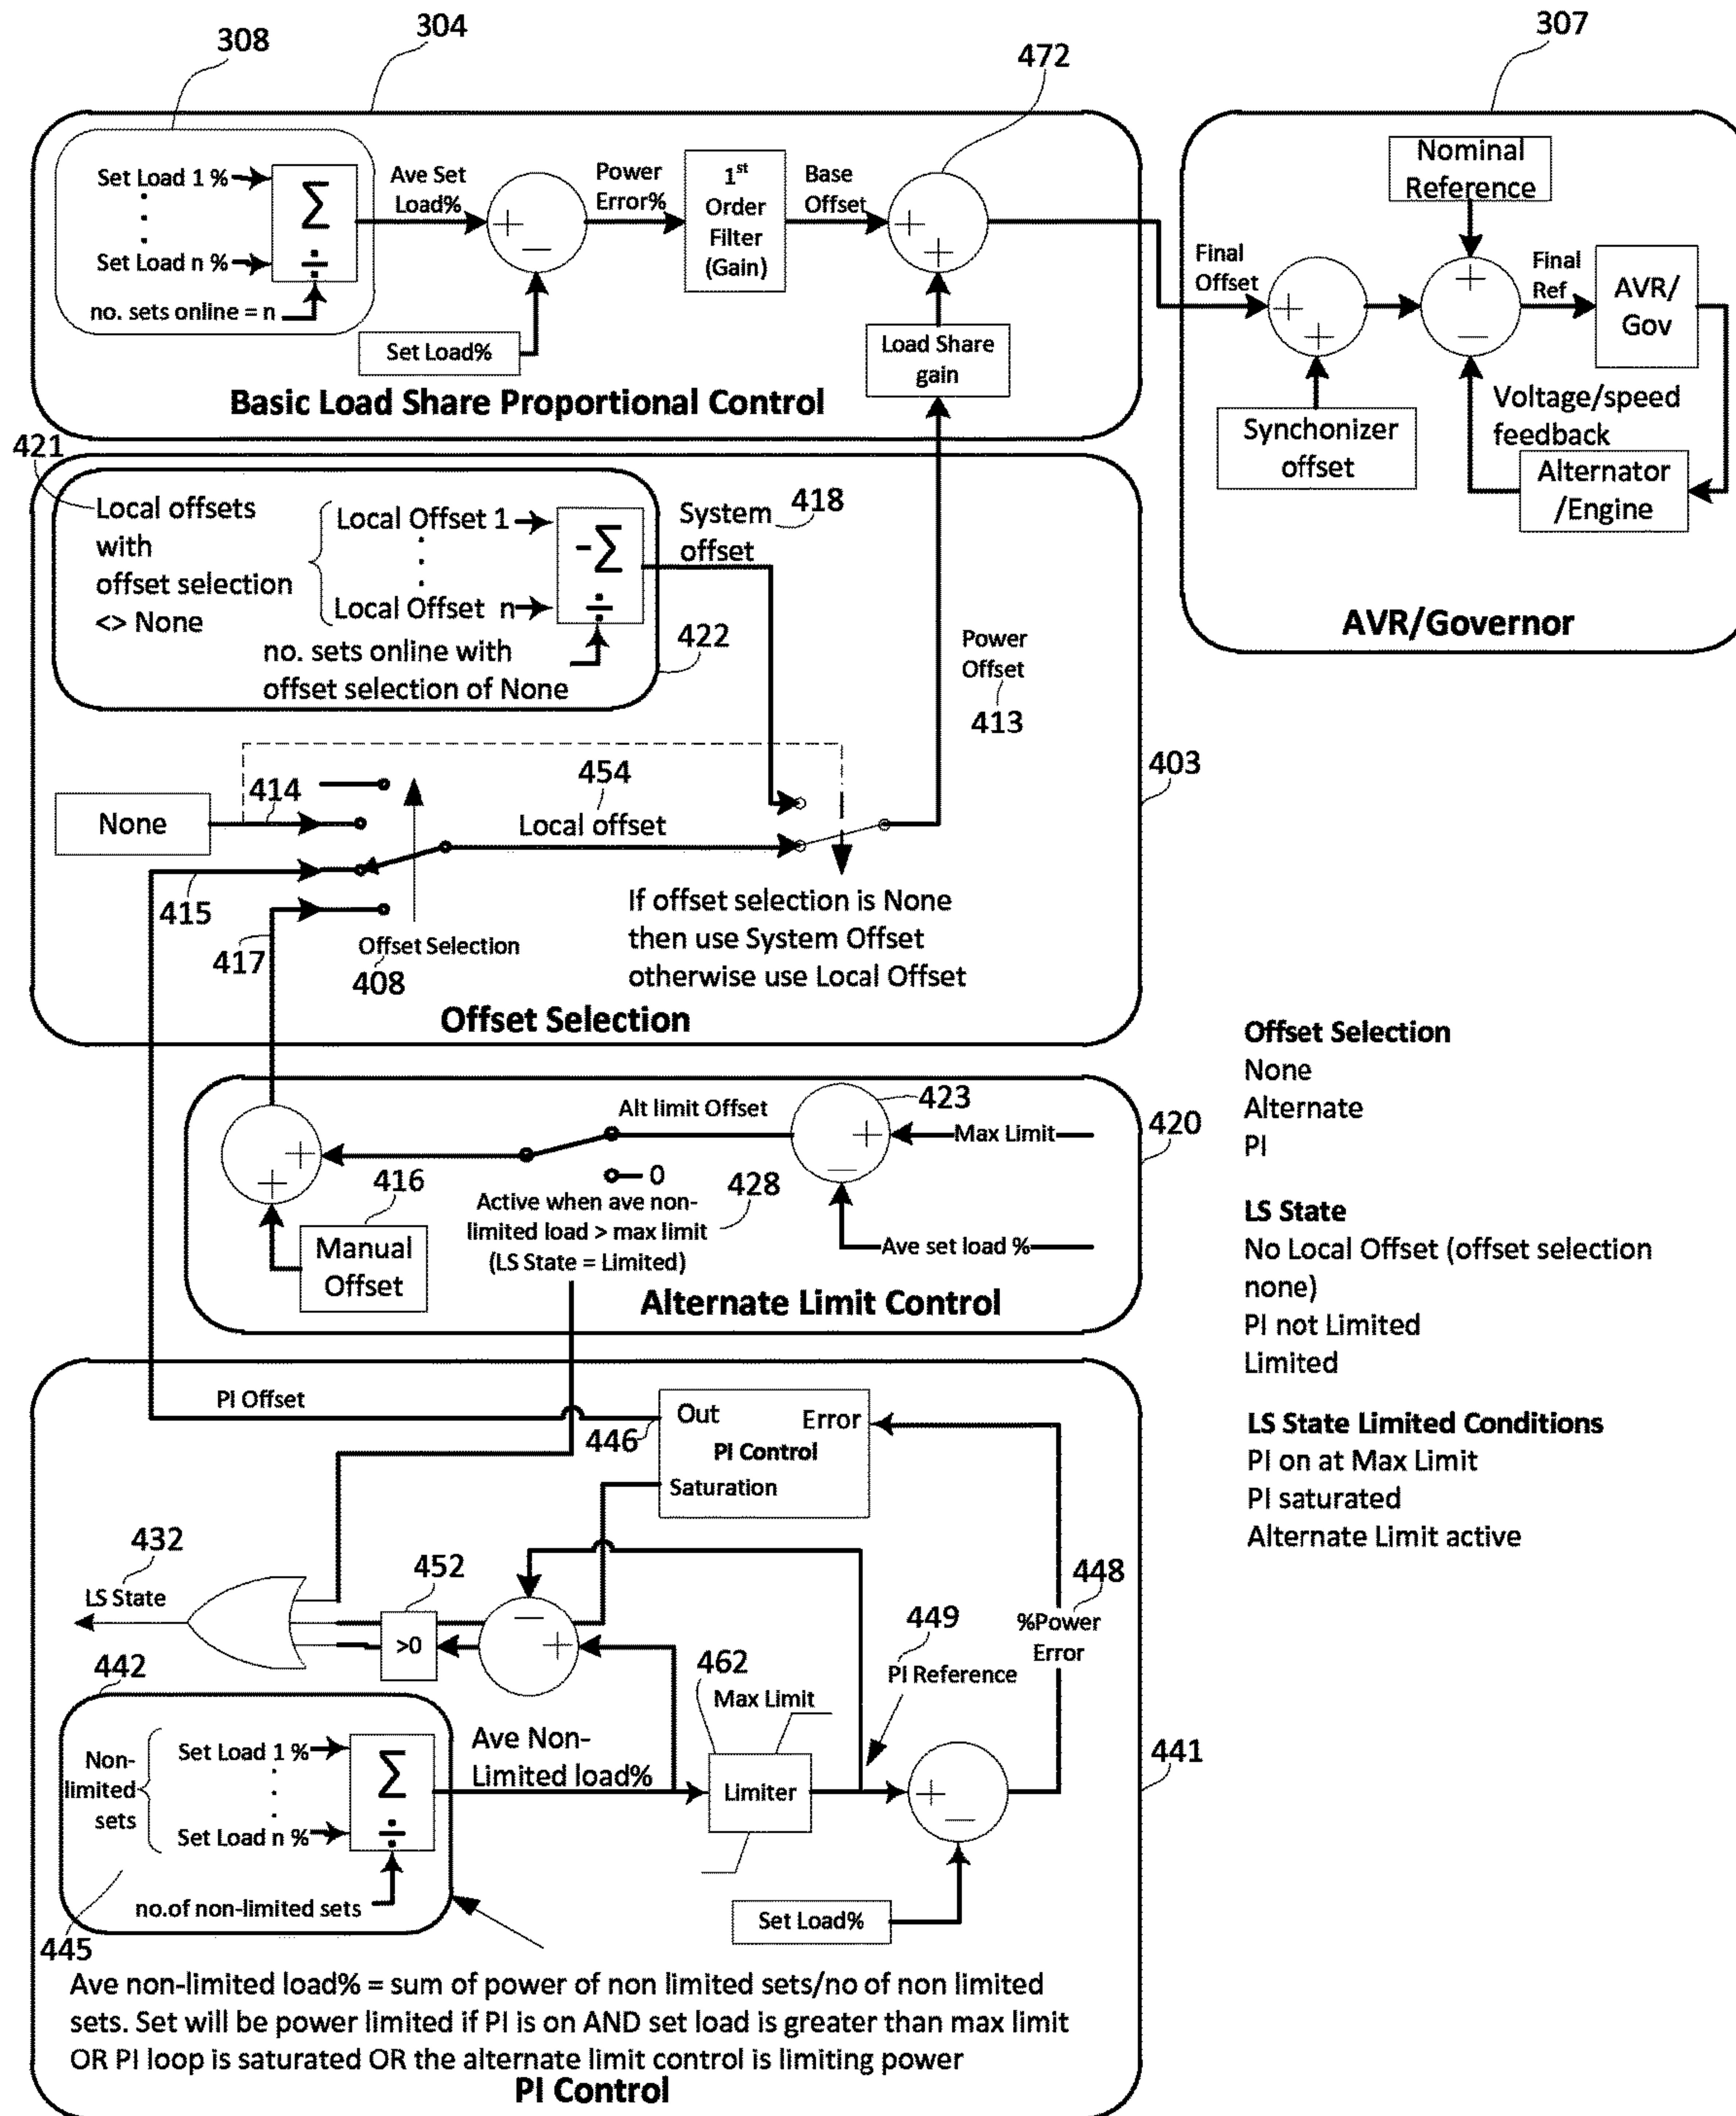 308
304
472
307
Set Load 1 %
Set Load n %
no. sets online = n
Σ
÷
Ave Set
Load%
+
−
Set Load%
Power
Error%
1st
Order
Filter
(Gain)
Base
Offset
+
+
Load Share
gain
Basic Load Share Proportional Control
Nominal
Reference
Final
Offset
+
+
Synchonizer
offset
+
−
Final
Ref
AVR/
Gov
Voltage/speed
feedback
Alternator
/Engine
AVR/Governor
421
Local offsets
with
offset selection
<> None
Local Offset 1
Local Offset n
-Σ
÷
no. sets online with
offset selection of None
System
offset
418
422
Power
Offset
413
403
None
414
454
Local offset
415
417
Offset Selection
408
If offset selection is None
then use System Offset
otherwise use Local Offset
Offset Selection
Offset Selection
None
Alternate
PI
LS State
No Local Offset (offset selection
none)
PI not Limited
Limited
LS State Limited Conditions
PI on at Max Limit
PI saturated
Alternate Limit active
+
+
416
Manual
Offset
Alt limit Offset
0
428
Active when ave non-
limited load > max limit
(LS State = Limited)
423
+
−
Max Limit
Ave set load %
420
Alternate Limit Control
PI Offset
446
Out
Error
PI Control
Saturation
432
LS State
452
>0
−
+
448
%Power
Error
449
PI Reference
462
Max Limit
Limiter
+
−
Set Load%
441
442
Non-
limited
sets
Set Load 1 %
Set Load n %
Σ
÷
no.of non-limited sets
445
Ave Non-
Limited load%
Ave non-limited load% = sum of power of non limited sets/no of non limited
sets. Set will be power limited if PI is on AND set load is greater than max limit
OR PI loop is saturated OR the alternate limit control is limiting power
PI Control